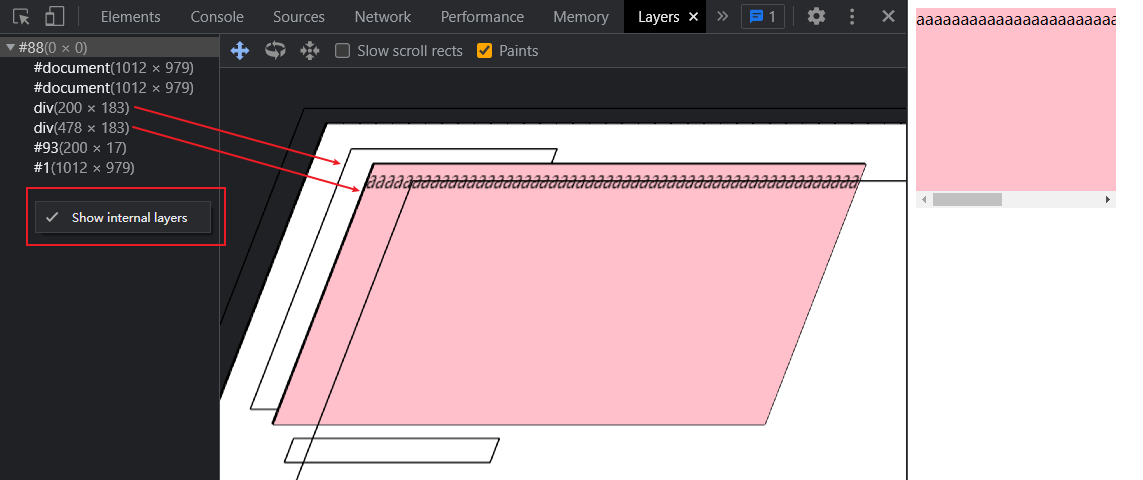 Elements
Console
Sources
Network
Performance
Memory
Layers
1
#88(0 × 0)
#document(1012 × 979)
#document(1012 × 979)
div(200 × 183)
div(478 × 183)
#93(200 × 17)
#1(1012 × 979)
Show internal layers
Slow scroll rects
Paints
aaaaaaaaaaaaaaaaaaaaaaaaaaaaaaaaaaaaaaaaaaaaaaaaaaaaaa
aaaaaaaaaaaaaaaaaaaaaaa